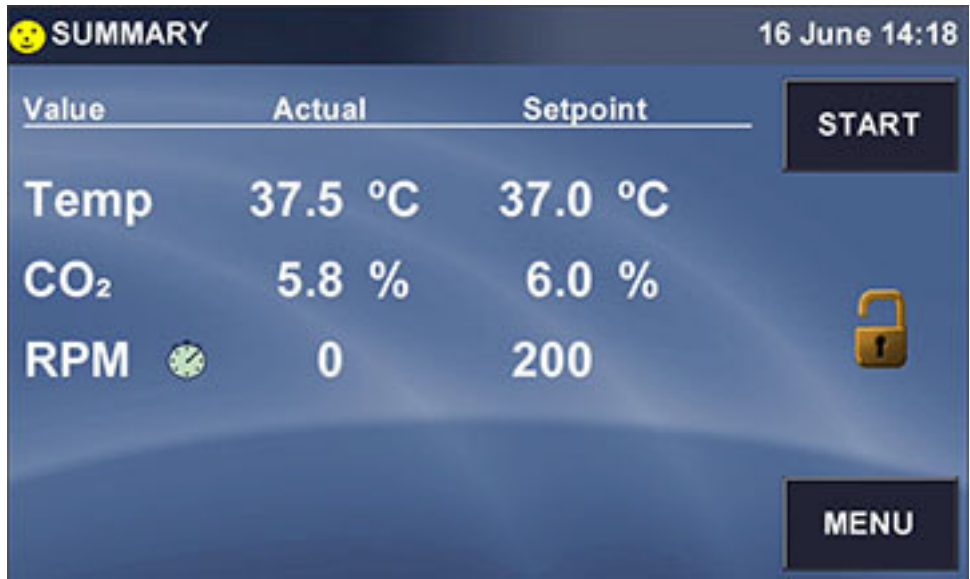 SUMMARY 16 June 14:18
Value Actual Setpoint
START
Temp 37.5 ºC 37.0 ºC
CO₂ 5.8 % 6.0 %
RPM 0 200
MENU